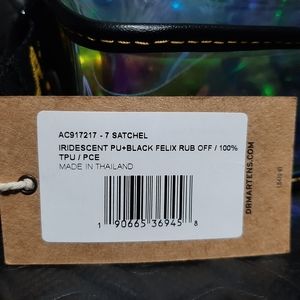 AC917217 - 7 SATCHEL
IRIDESCENT PU+BLACK FELIX RUB OFF / 100%
TPU / PCE
MADE IN THAILAND
1 90665 36945 8
DRMARTENS.COM